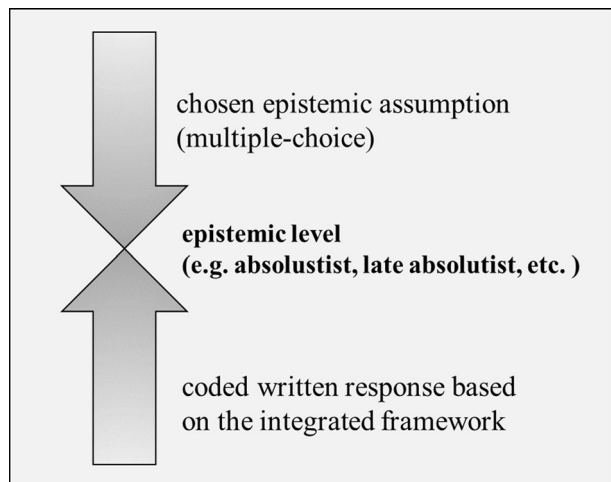 chosen epistemic assumption
(multiple-choice)
epistemic level
(e.g. absolustist, late absolutist, etc. )
coded written response based
on the integrated framework